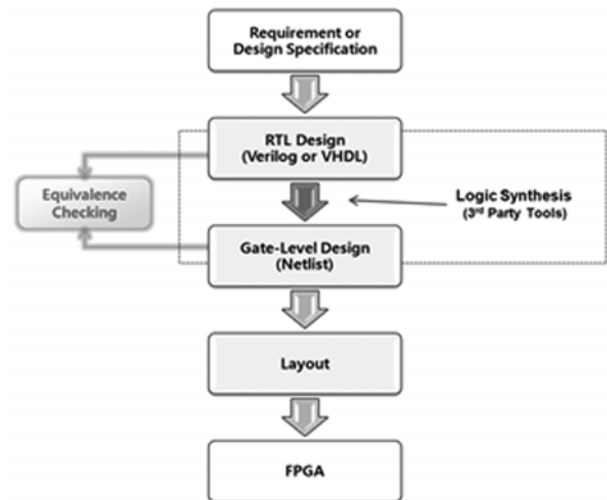 Requirement or
Design Specification
RTL Design
(Verilog or VHDL)
Equivalence
Checking
Logic Synthesis
(3rd Party Tools)
Gate-Level Design
(Netlist)
Layout
FPGA